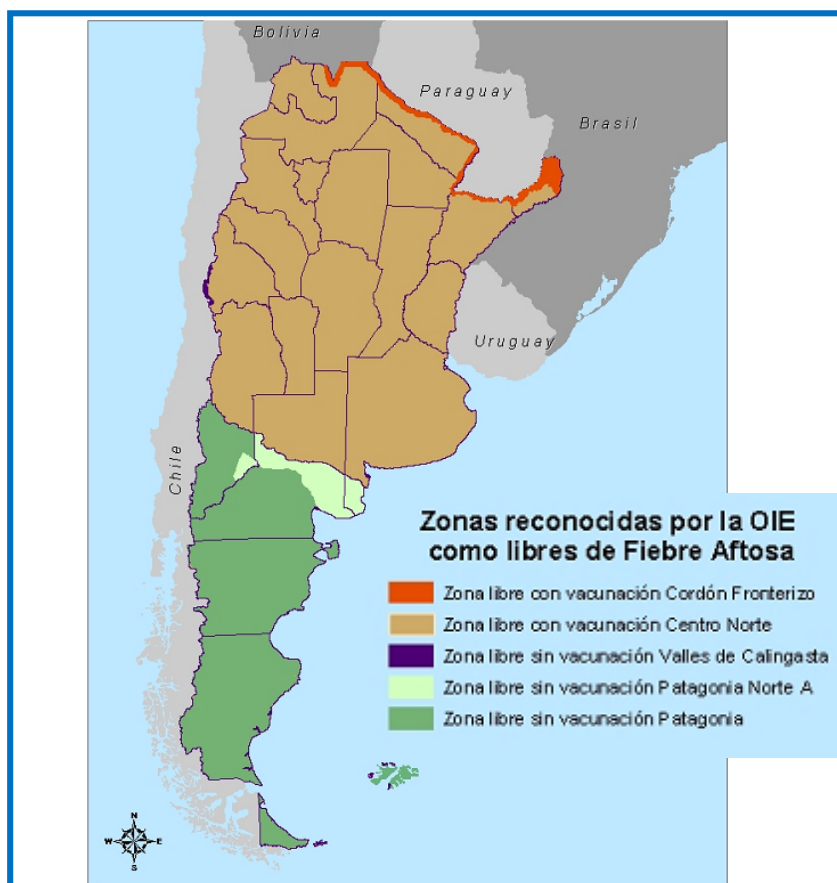 Bolivia
Paraguay
Brasil
Uruguay
Chile
Zonas reconocidas por la OIE
como libres de Fiebre Aftosa
Zona libre con vacunación Cordón Fronterizo
Zona libre con vacunación Centro Norte
Zona libre sin vacunación Valles de Calingasta
Zona libre sin vacunación Patagonia Norte A
Zona libre sin vacunación Patagonia
N
W E
S